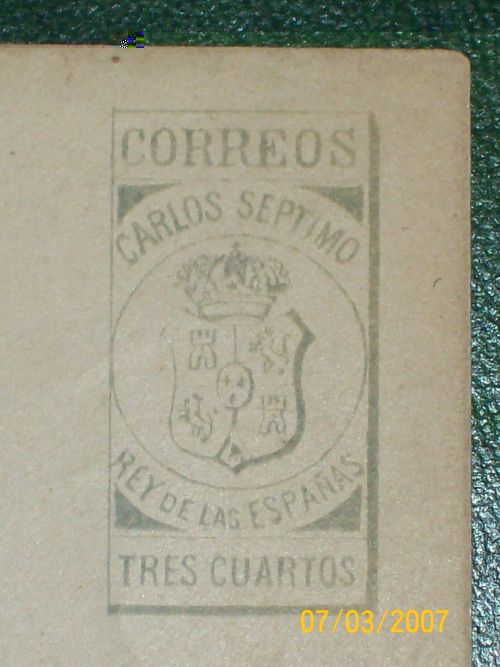 CORREOS
CARLOS SEPTIMO
REY DE LAS ESPAÑAS
TRES CUARTOS
07/03/2007